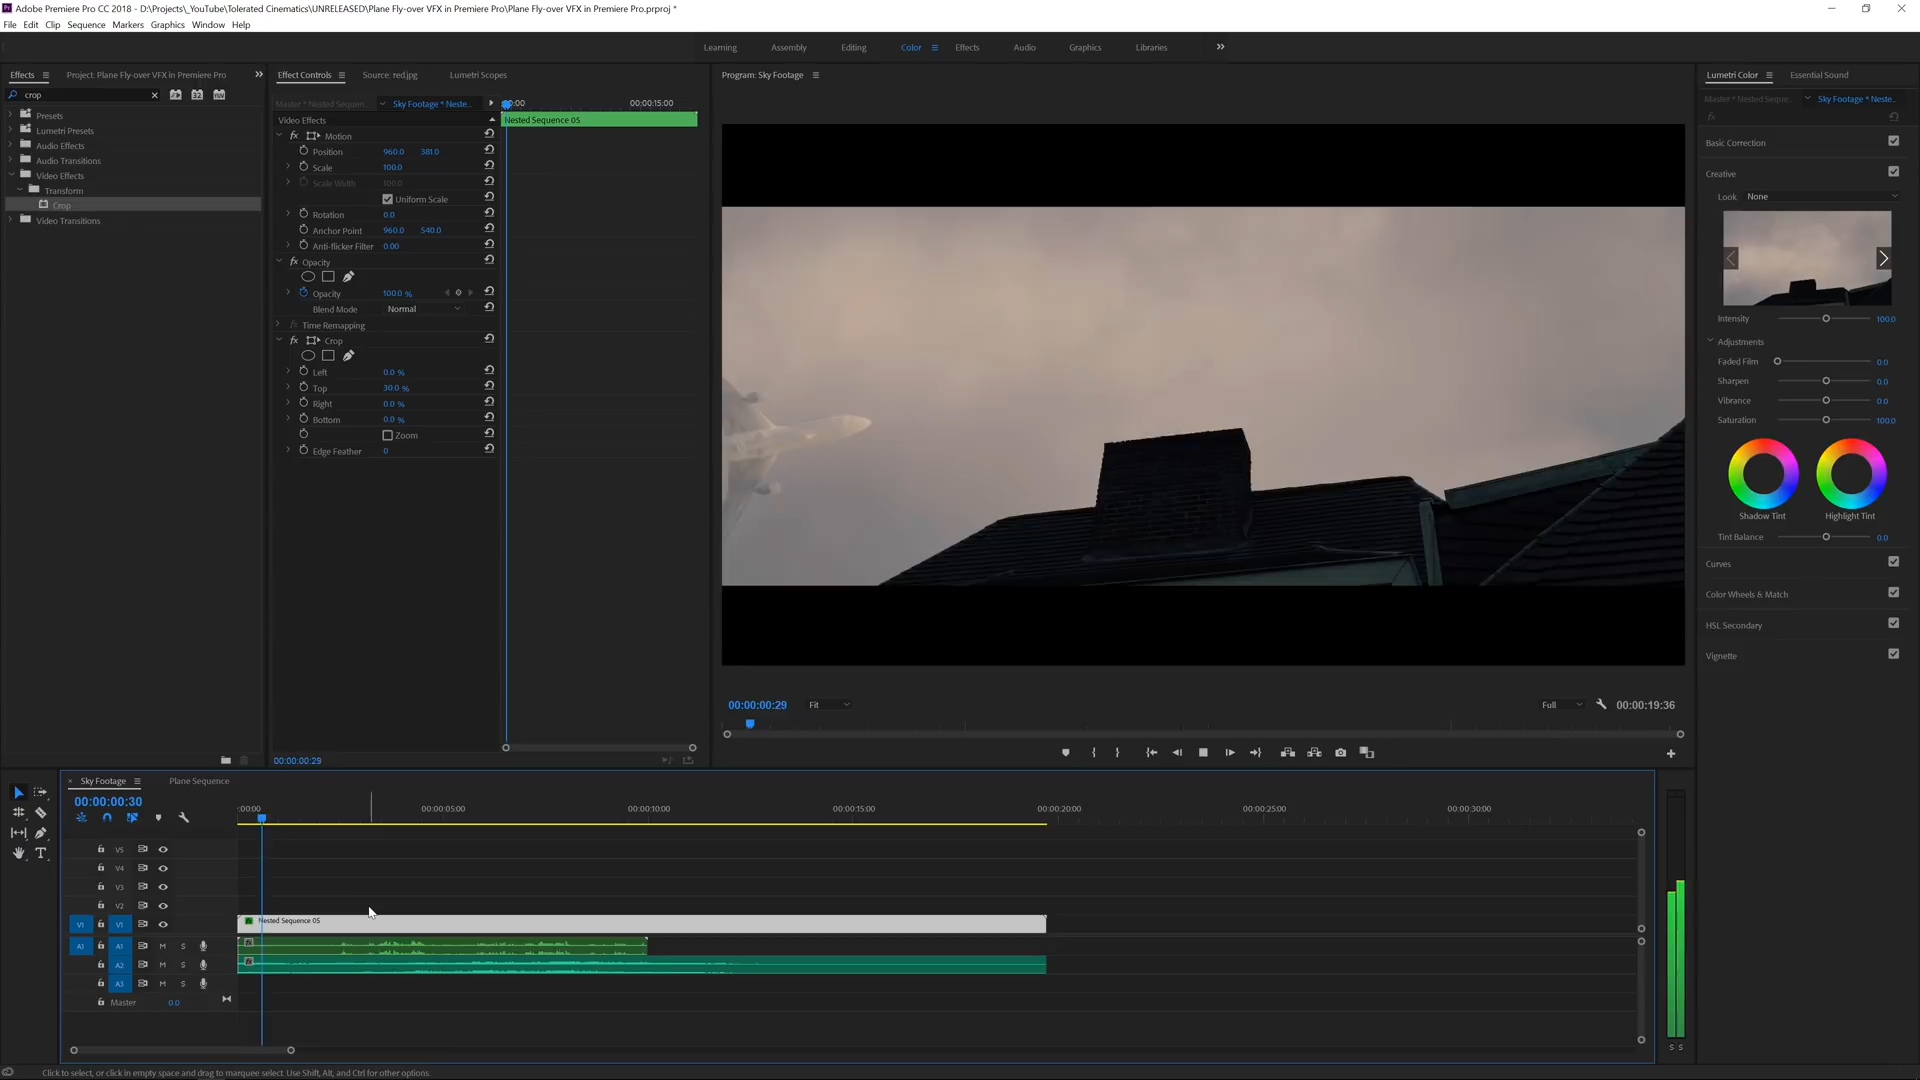 Adobe Premiere Pro CC 2018 - D:\Projects\_YouTube\Tolerated Cinematics\UNRELEASED\Plane Fly-over VFX in Premiere Pro\Plane Fly-over VFX in Premiere Pro.prproj *
File Edit Clip Sequence Markers Graphics Window Help
Learning Assembly Editing Color Effects Audio Graphics Libraries
Effects Project: Plane Fly-over VFX in Premiere Pro
crop
Presets
Lumetri Presets
Audio Effects
Audio Transitions
Video Effects
Transform
Crop
Video Transitions
Effect Controls Source: red.jpg Lumetri Scopes
Master * Nested Sequen... Sky Footage * Neste... :00 00:00:15:00
Video Effects Nested Sequence 05
fx Motion
Position 960.0 381.0
Scale 100.0
Scale Width 100.0
Uniform Scale
Rotation 0.0
Anchor Point 960.0 540.0
Anti-flicker Filter 0.00
fx Opacity
Opacity 100.0 %
Blend Mode Normal
Time Remapping
fx Crop
Left 0.0 %
Top 30.0 %
Right 0.0 %
Bottom 0.0 %
Zoom
Edge Feather 0
00:00:00:29
Program: Sky Footage
00:00:00:29 Fit Full 00:00:19:36
Lumetri Color Essential Sound
Master * Nested Seque... Sky Footage * Neste...
fx
Basic Correction
Creative
Look None
Intensity 100.0
Adjustments
Faded Film 0.0
Sharpen 0.0
Vibrance 0.0
Saturation 100.0
Shadow Tint Highlight Tint
Tint Balance 0.0
Curves
Color Wheels & Match
HSL Secondary
Vignette
× Sky Footage Plane Sequence
00:00:00:30
:00:00 00:00:05:00 00:00:10:00 00:00:15:00 00:00:20:00 00:00:25:00 00:00:30:00
V5
V4
V3
V2
V1 V1 Nested Sequence 05
A1 A1 M S
A2 M S
A3 M S
Master 0.0
S S
Click to select, or click in empty space and drag to marquee select. Use Shift, Alt, and Ctrl for other options.